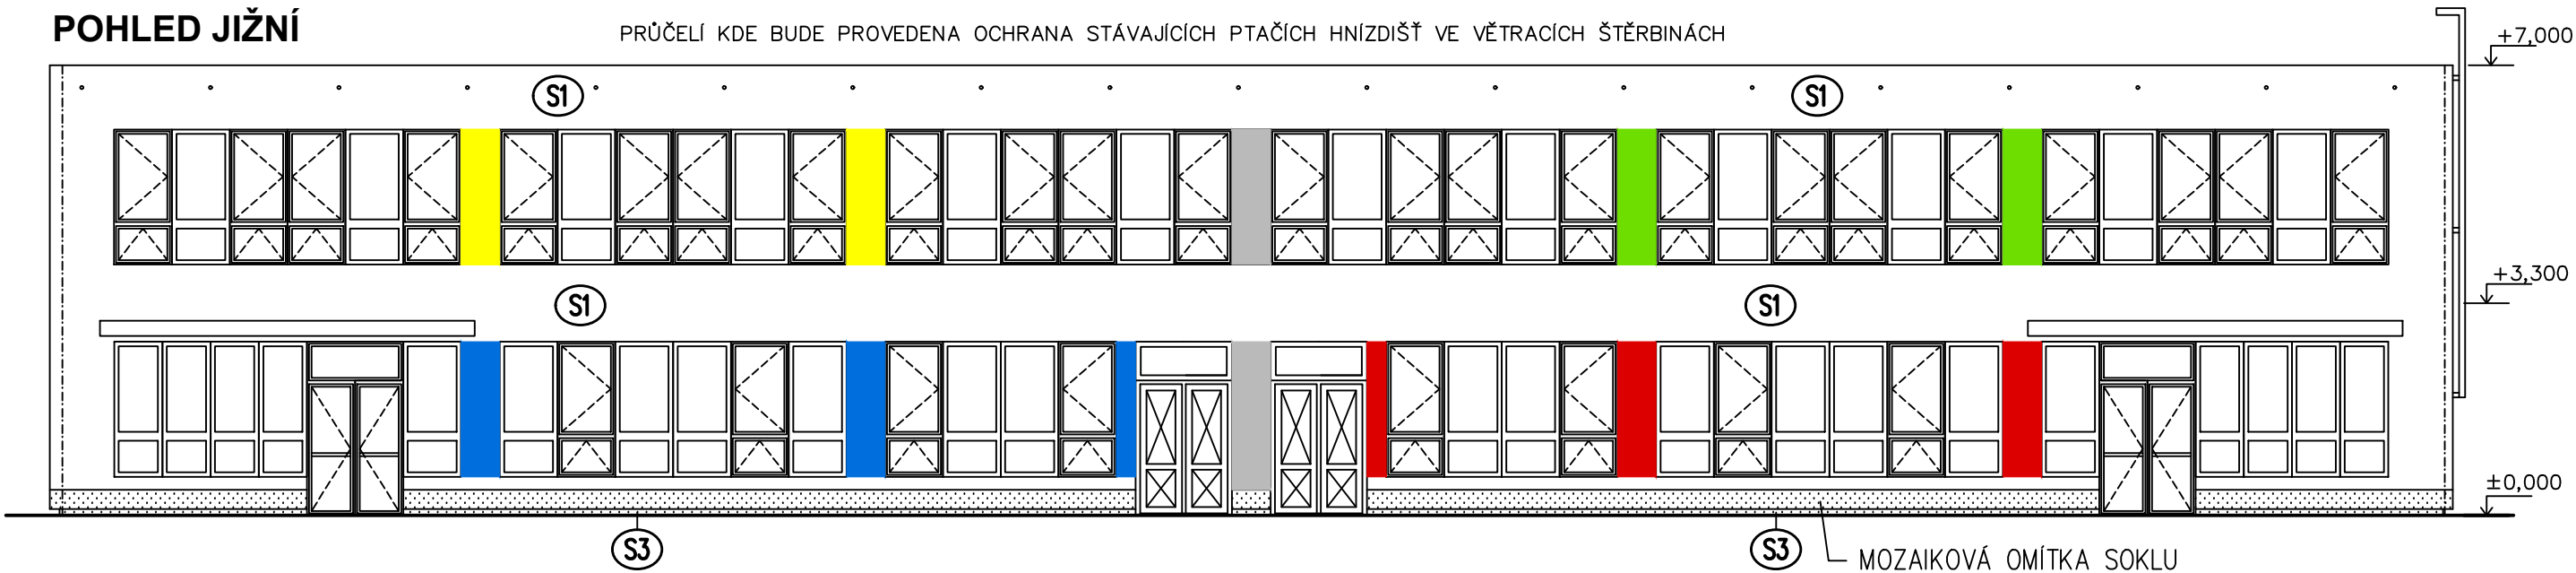 POHLED JIŽNÍ
PRŮČELÍ KDE BUDE PROVEDENA OCHRANA STÁVAJÍCÍCH PTAČÍCH HNÍZDIŠŤ VE VĚTRACÍCH ŠTĚRBINÁCH
+7,000
S1
S1
+3,300
S1
S1
±0,000
S3
S3
MOZAIKOVÁ OMÍTKA SOKLU